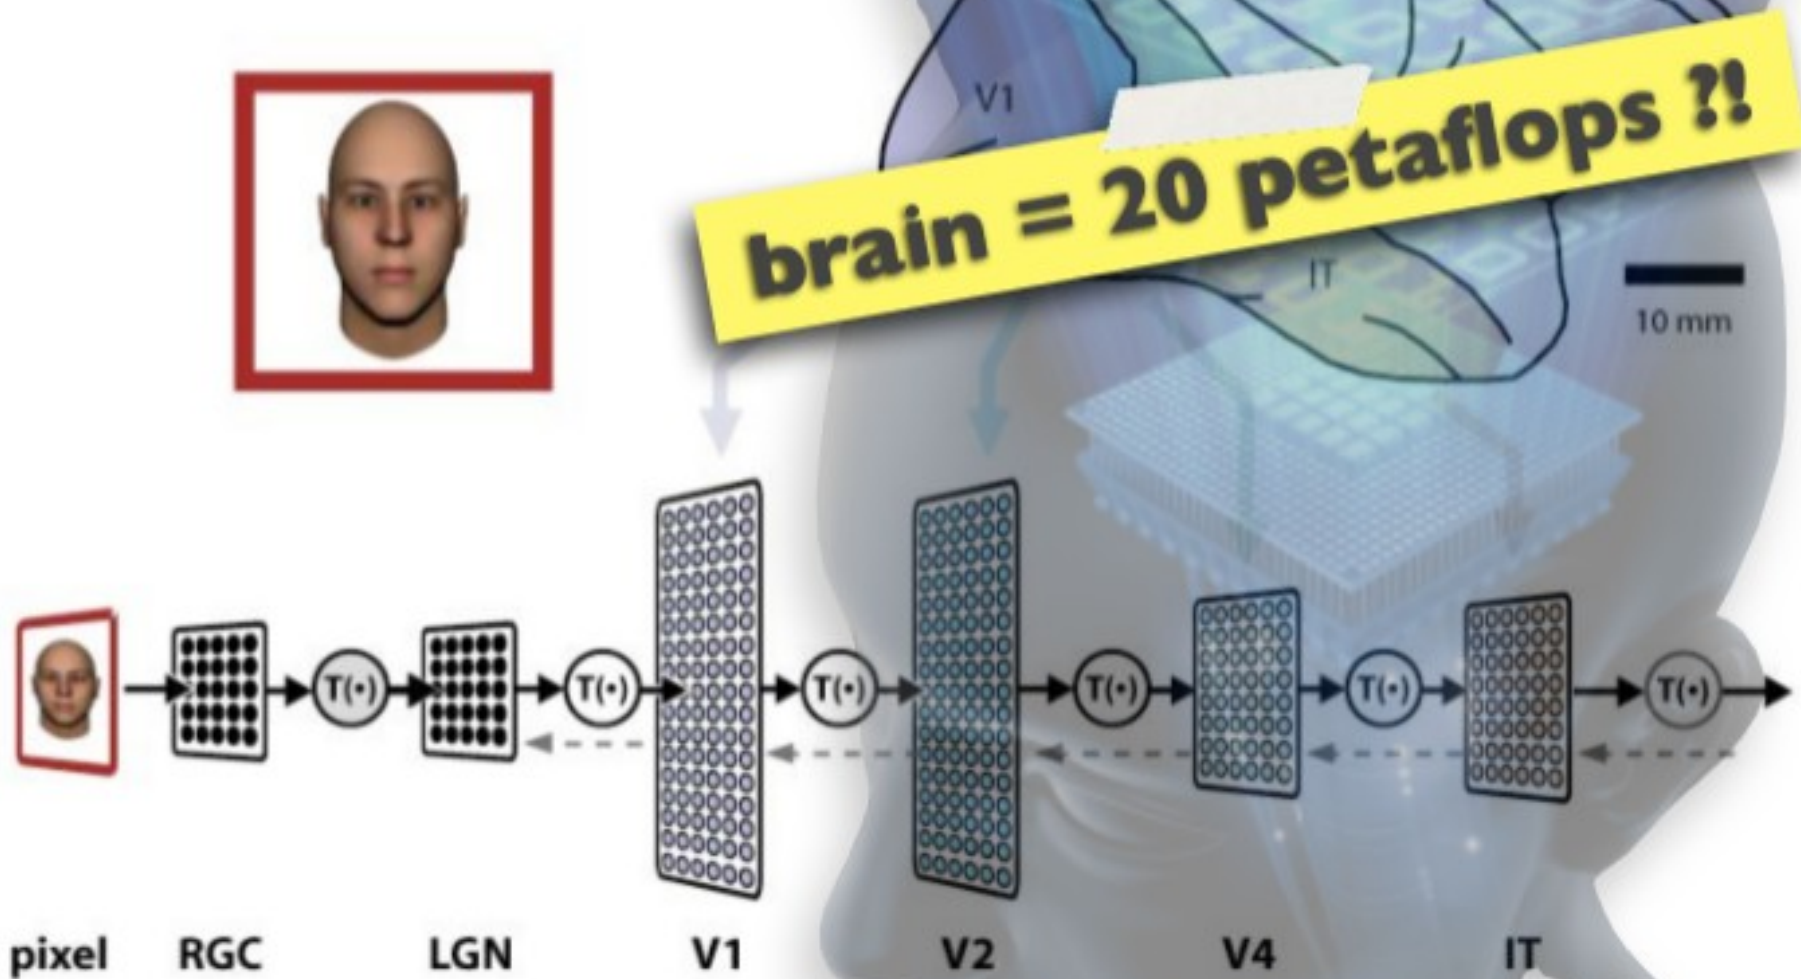 V1
brain = 20 petaflops ?!
IT
10 mm
T(•) T(•) T(•) T(•) T(•) T(•)
pixel RGC LGN V1 V2 V4 IT